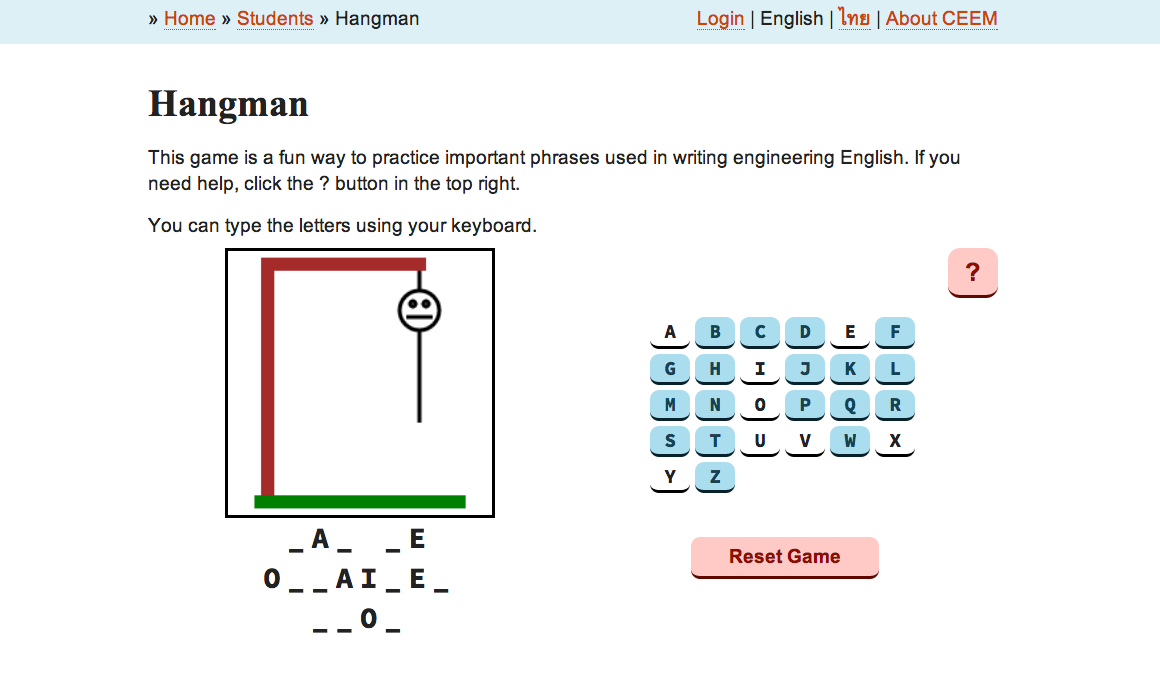 » Home » Students » Hangman
Login | English | ไทย | About CEEM
Hangman
This game is a fun way to practice important phrases used in writing engineering English. If you
need help, click the ? button in the top right.
You can type the letters using your keyboard.
?
A B C D E F
G H I J K L
M N O P Q R
S T U V W X
Y Z
Reset Game
_ A _   _ E
O _ _ A I _ E _
_ _ O _